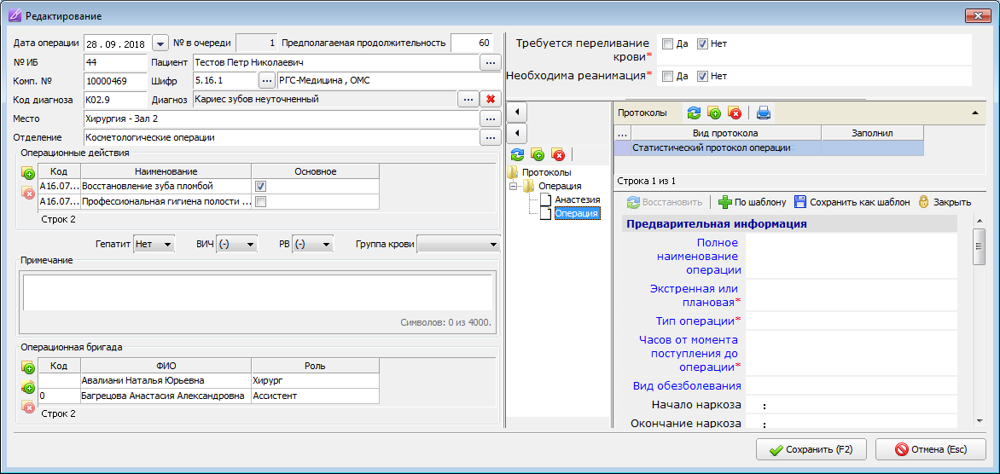 Редактирование
Дата операции 28 . 09 . 2018 № в очереди 1 Предполагаемая продолжительность 60
№ ИБ 44 Пациент Тестов Петр Николаевич ...
Комп. № 10000469 Шифр 5.16.1 ... РГС-Медицина , ОМС
Код диагноза K02.9 Диагноз Кариес зубов неуточненный ...
Место Хирургия - Зал 2 ...
Отделение Косметологические операции ...
Операционные действия
Код Наименование Основное
A16.07... Восстановление зуба пломбой
A16.07... Профессиональная гигиена полости ...
Строк 2
Гепатит Нет ВИЧ (-) РВ (-) Группа крови
Примечание
Символов: 0 из 4000.
Операционная бригада
Код ФИО Роль
Авалиани Наталья Юрьевна Хирург
0 Багрецова Анастасия Александровна Ассистент
Строк 2
Требуется переливание
крови* Да Нет
Необходима реанимация* Да Нет
Протоколы
Операция
Анастезия
Операция
Протоколы
... Вид протокола Заполнил
Статистический протокол операции
Строка 1 из 1
Восстановить По шаблону Сохранить как шаблон Закрыть
Предварительная информация
Полное
наименование
операции
Экстренная или
плановая*
Тип операции*
Часов от момента
поступления до
операции*
Вид обезболевания
Начало наркоза :
Окончание наркоза :
Сохранить (F2) Отмена (Esc)